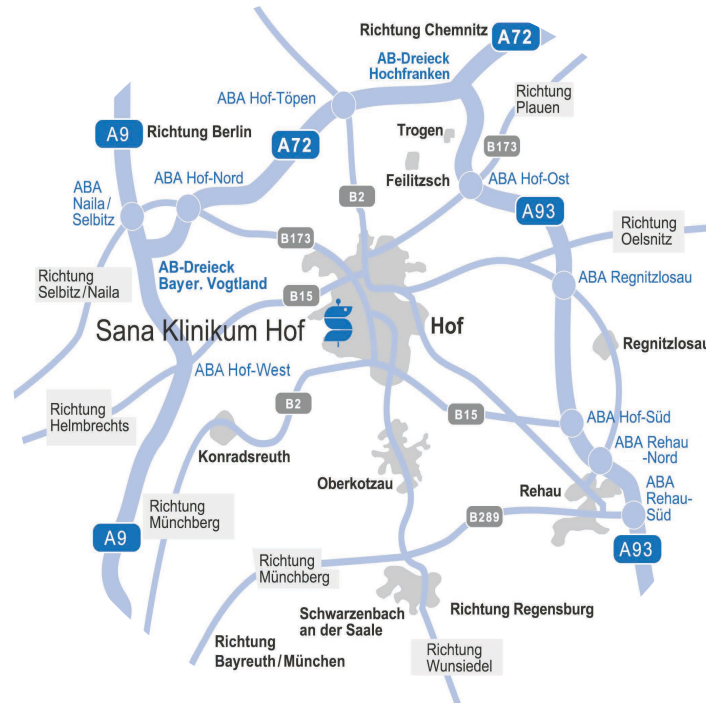 Richtung Chemnitz
A72
AB-Dreieck
Hochfranken
ABA Hof-Töpen
Richtung
Plauen
A9
Richtung Berlin
A72
Trogen
B173
Feilitzsch
ABA
Naila/
Selbitz
ABA Hof-Nord
ABA Hof-Ost
B2
A93
Richtung
Oelsnitz
B173
Richtung
Selbitz/Naila
AB-Dreieck
Bayer. Vogtland
ABA Regnitzlosau
B15
Sana Klinikum Hof
Hof
Regnitzlosau
ABA Hof-West
Richtung
Helmbrechts
B2
B15
ABA Hof-Süd
Konradsreuth
ABA Rehau
-Nord
Oberkotzau
Rehau
ABA
Rehau-
Süd
Richtung
Münchberg
B289
A9
A93
Richtung
Münchberg
Schwarzenbach
an der Saale
Richtung Regensburg
Richtung
Bayreuth/München
Richtung
Wunsiedel